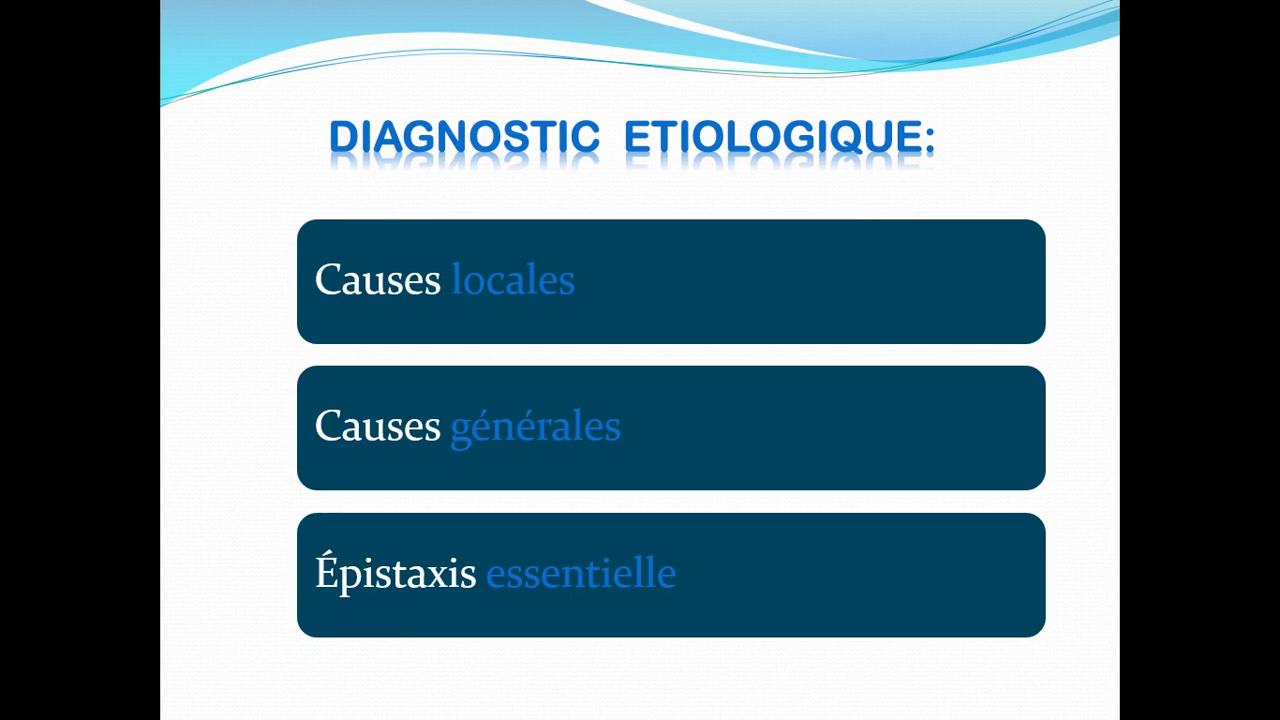 DIAGNOSTIC ETIOLOGIQUE:
Causes locales
Causes générales
Épistaxis essentielle